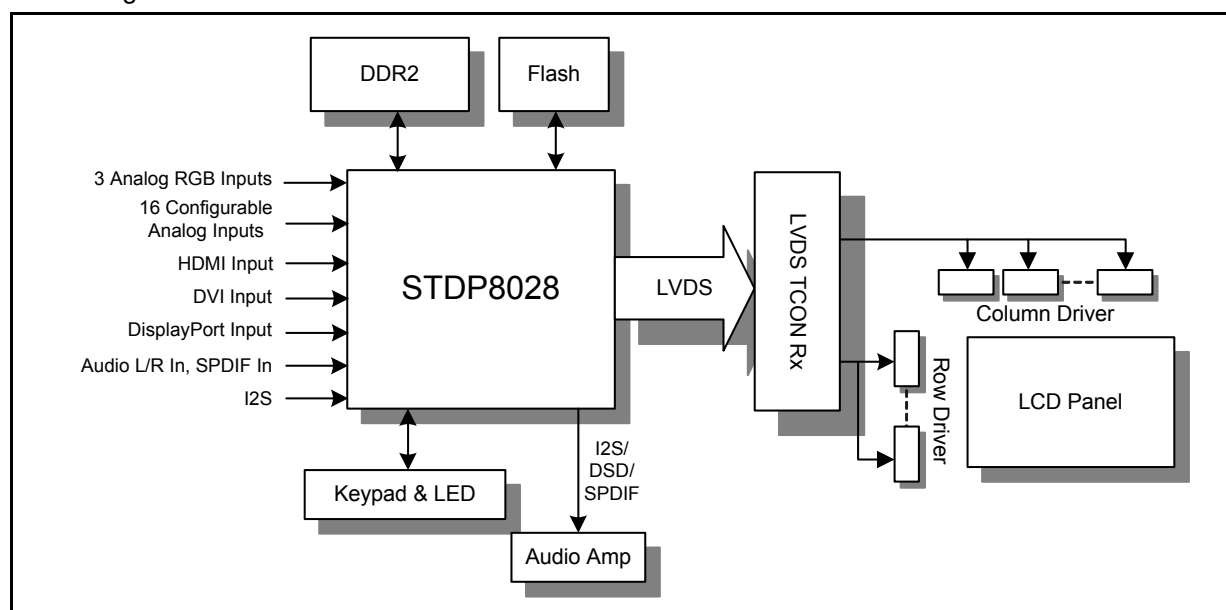 DDR2
Flash
3 Analog RGB Inputs
16 Configurable
Analog Inputs
HDMI Input
DVI Input
DisplayPort Input
Audio L/R In, SPDIF In
I2S
STDP8028
LVDS
LVDS TCON Rx
Column Driver
Row Driver
LCD Panel
Keypad & LED
I2S/
DSD/
SPDIF
Audio Amp